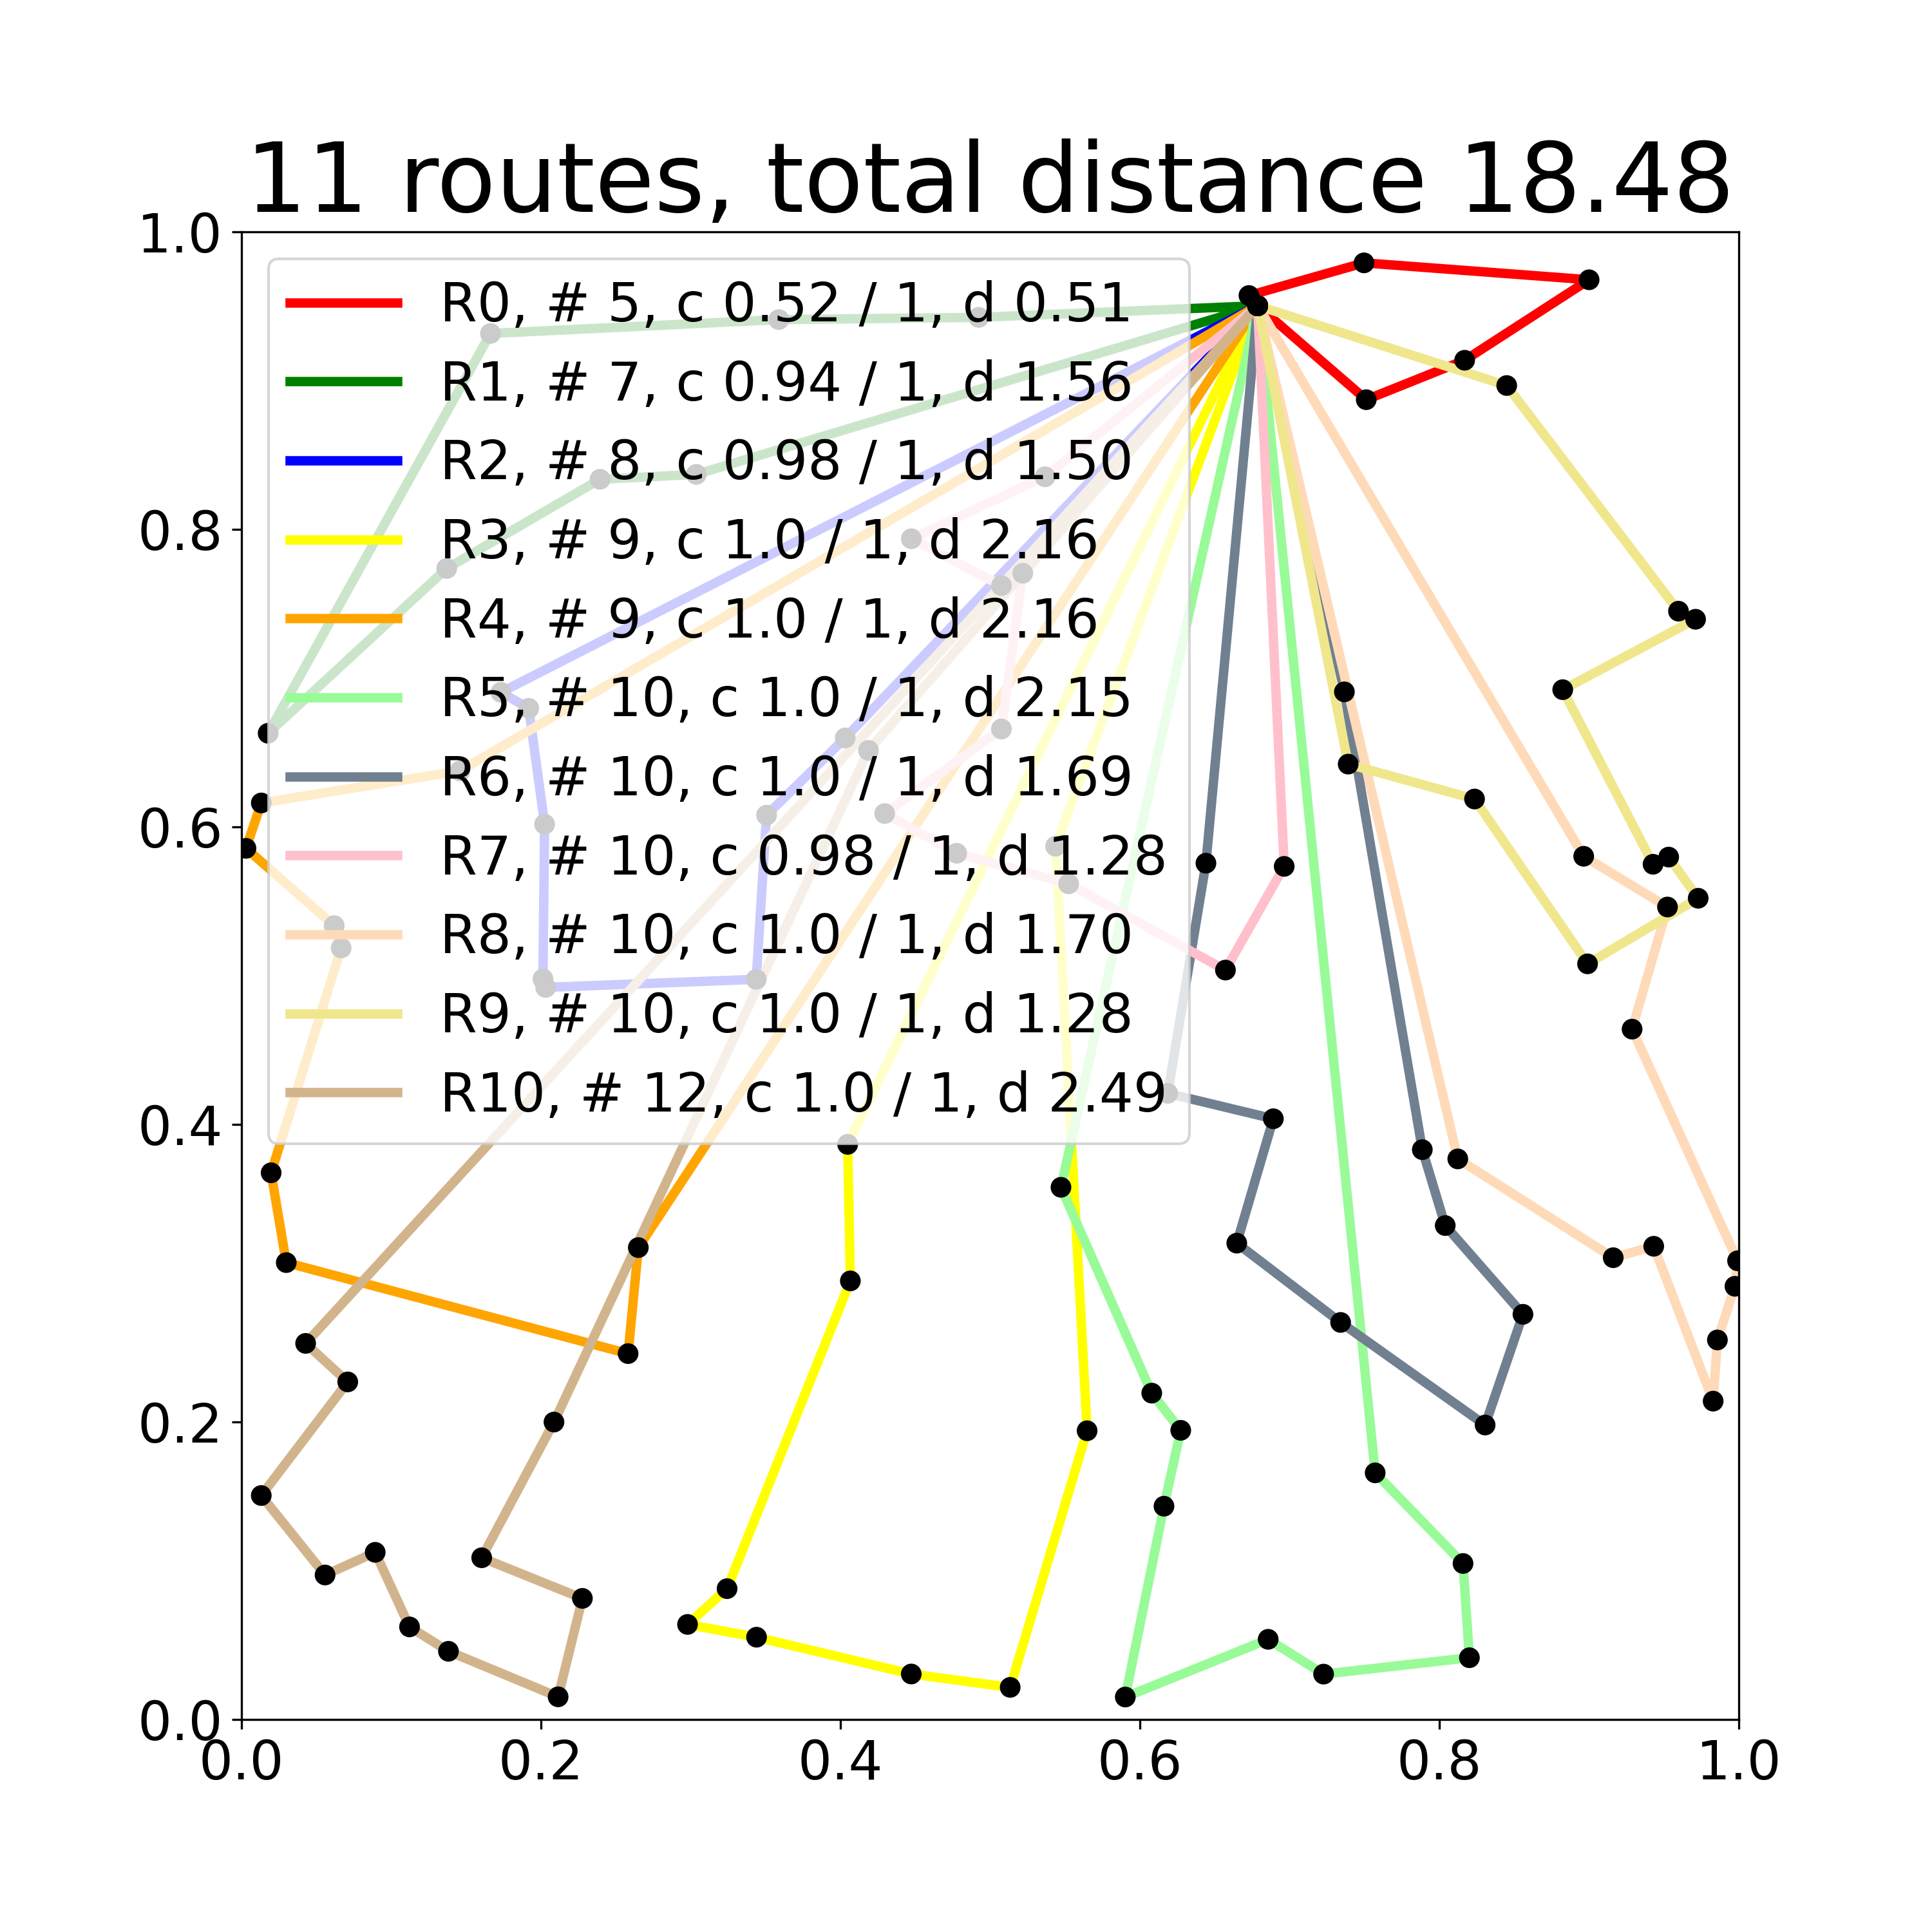 11 routes, total distance 18.48
1.0
0.8
0.6
0.4
0.2
0.0
R0, # 5, c 0.52 / 1, d 0.51
R1, # 7, c 0.94 / 1, d 1.56
R2, # 8, c 0.98 / 1, d 1.50
R3, # 9, c 1.0 / 1, d 2.16
R4, # 9, c 1.0 / 1, d 2.16
R5, # 10, c 1.0 / 1, d 2.15
R6, # 10, c 1.0 / 1, d 1.69
R7, # 10, c 0.98 / 1, d 1.28
R8, # 10, c 1.0 / 1, d 1.70
R9, # 10, c 1.0 / 1, d 1.28
R10, # 12, c 1.0 / 1, d 2.49
0.0 0.2 0.4 0.6 0.8 1.0